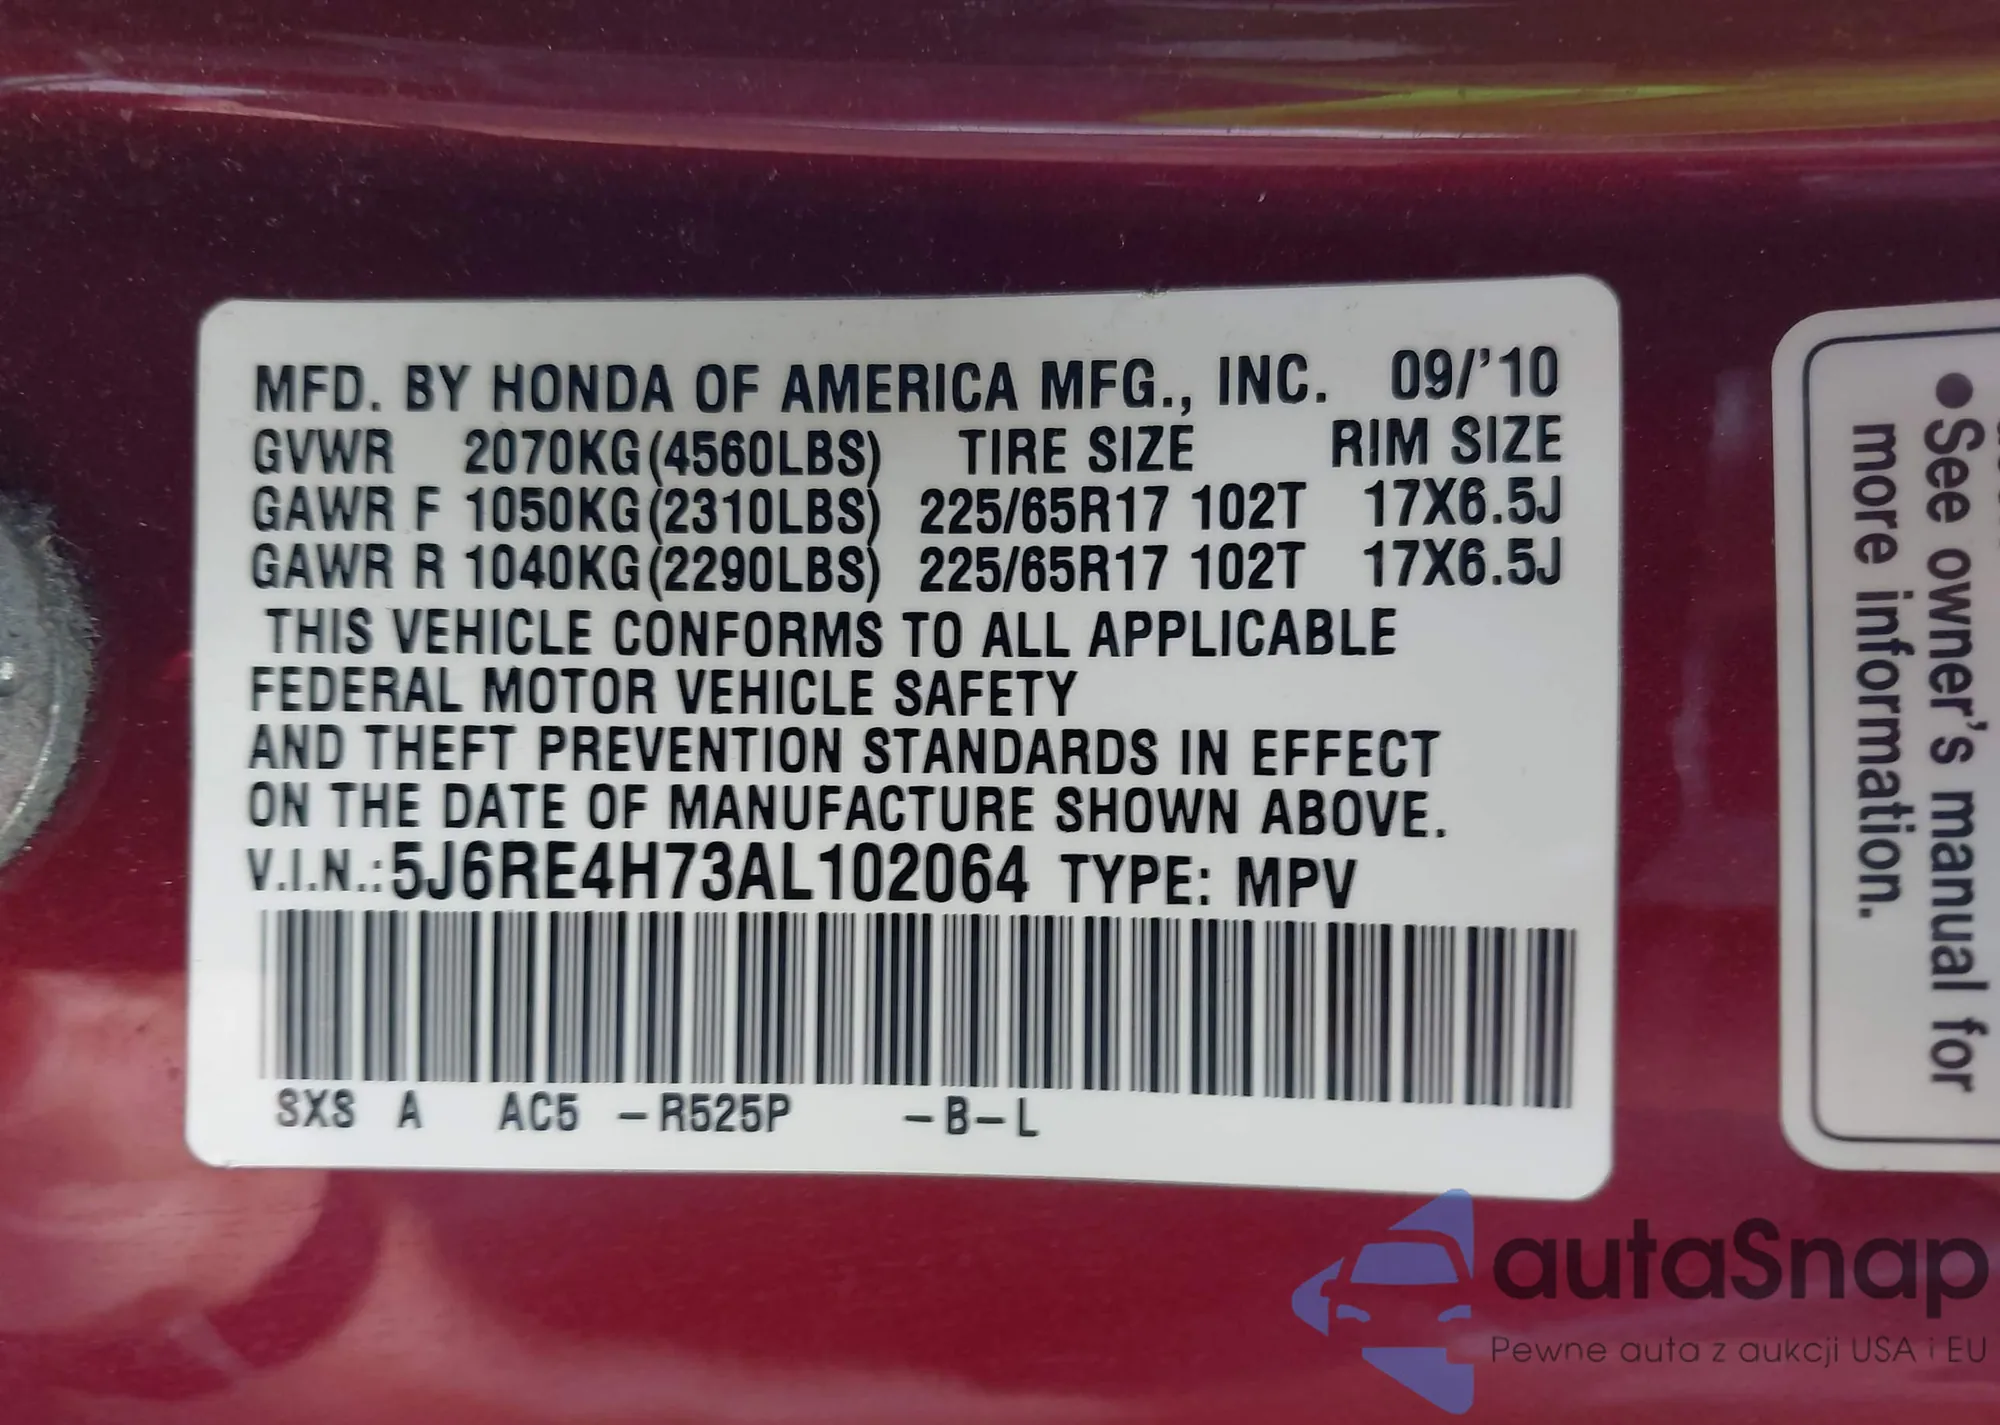 MFD. BY HONDA OF AMERICA MFG., INC. 09/'10
GVWR 2070KG(4560LBS) TIRE SIZE RIM SIZE
GAWR F 1050KG(2310LBS) 225/65R17 102T 17X6.5J
GAWR R 1040KG(2290LBS) 225/65R17 102T 17X6.5J
THIS VEHICLE CONFORMS TO ALL APPLICABLE
FEDERAL MOTOR VEHICLE SAFETY
AND THEFT PREVENTION STANDARDS IN EFFECT
ON THE DATE OF MANUFACTURE SHOWN ABOVE.
V.I.N.:5J6RE4H73AL102064 TYPE: MPV
SXS A AC5 -R525P -B-L
●See owner's manual for
more information.
autaSnap
Pewne auta z aukcji USA i EU